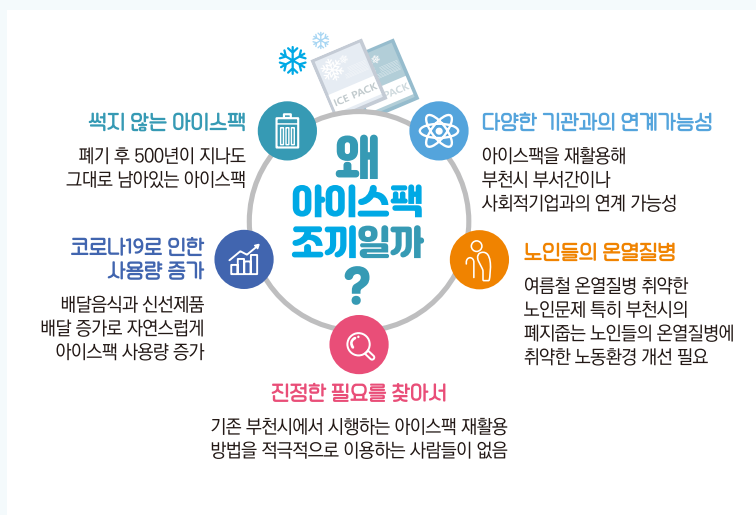 ICE PACK
PACK
왜
아이스팩
조끼일까
?
썩지 않는 아이스팩
폐기 후 500년이 지나도
그대로 남아있는 아이스팩
다양한 기관과의 연계가능성
아이스팩을 재활용해
부천시 부서간이나
사회적기업과의 연계 가능성
코로나19로 인한
사용량 증가
배달음식과 신선제품
배달 증가로 자연스럽게
아이스팩 사용량 증가
노인들의 온열질병
여름철 온열질병 취약한
노인문제 특히 부천시의
폐지줍는 노인들의 온열질병에
취약한 노동환경 개선 필요
진정한 필요를 찾아서
기존 부천시에서 시행하는 아이스팩 재활용
방법을 적극적으로 이용하는 사람들이 없음